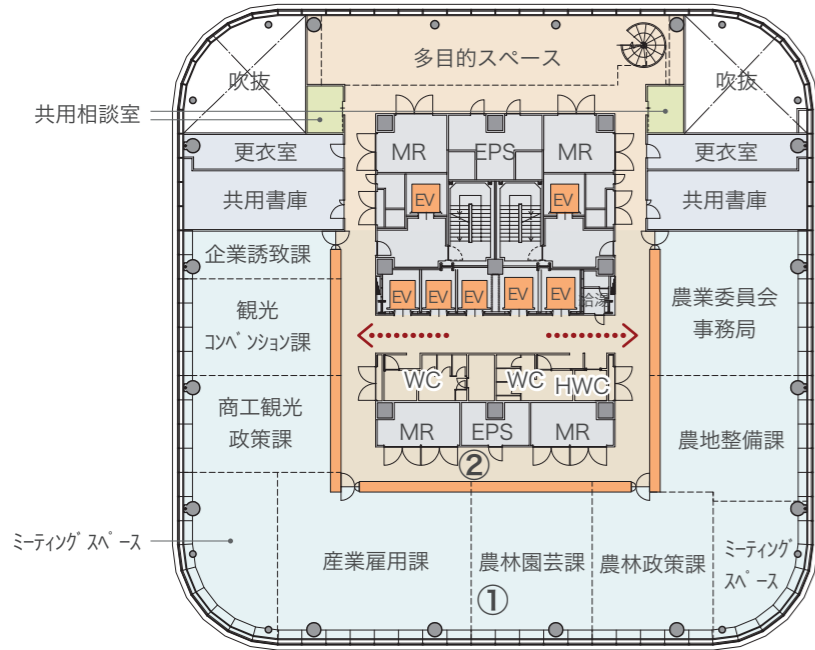 多目的スペース
吹抜
吹抜
共用相談室
MR
EPS
MR
更衣室
更衣室
EV
EV
共用書庫
共用書庫
企業誘致課
EV
EV
EV
EV
EV
給湯
観光
コンベンション課
農業委員会
事務局
WC
WC
HWC
商工観光
政策課
MR
EPS
MR
農地整備課
②
ミーティングスペース
産業雇用課
農林園芸課
農林政策課
ミーティング
スペース
①